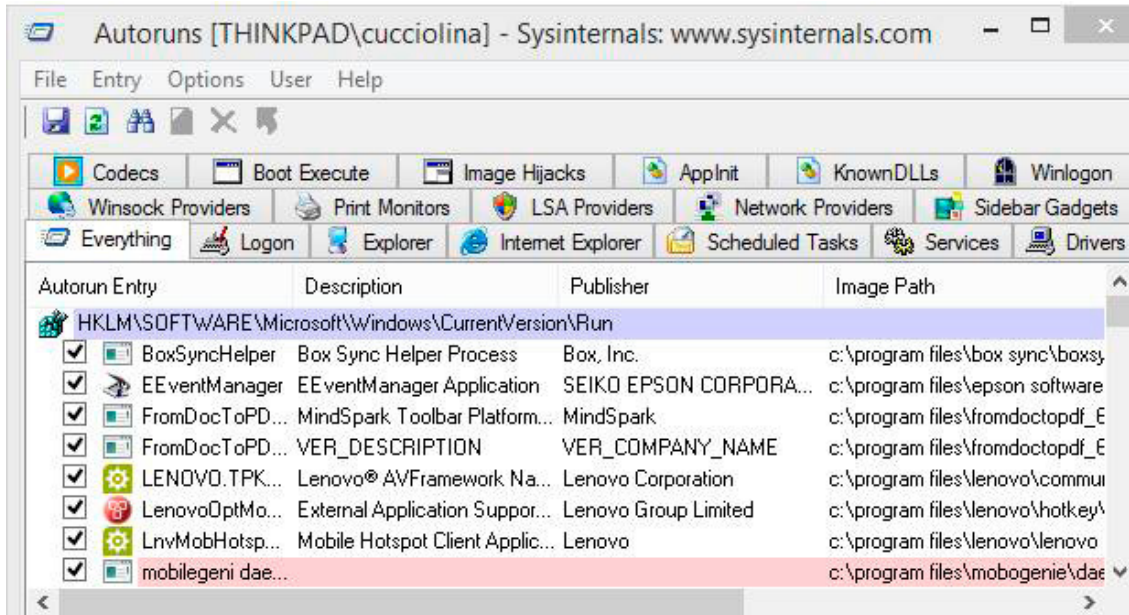 Autoruns [THINKPAD\cucciolina] - Sysinternals: www.sysinternals.com
File Entry Options User Help
Codecs Boot Execute Image Hijacks AppInit KnownDLLs Winlogon
Winsock Providers Print Monitors LSA Providers Network Providers Sidebar Gadgets
Everything Logon Explorer Internet Explorer Scheduled Tasks Services Drivers
Autorun Entry Description Publisher Image Path
HKLM\SOFTWARE\Microsoft\Windows\CurrentVersion\Run
BoxSyncHelper Box Sync Helper Process Box, Inc. c:\program files\box sync\boxsy
EEventManager EEventManager Application SEIKO EPSON CORPORA... c:\program files\epson software
FromDocToPD... MindSpark Toolbar Platform... MindSpark c:\program files\fromdoctopdf_6
FromDocToPD... VER_DESCRIPTION VER_COMPANY_NAME c:\program files\fromdoctopdf_6
LENOVO.TPK... Lenovo® AVFramework Na... Lenovo Corporation c:\program files\lenovo\commu
LenovoOptMo... External Application Suppor... Lenovo Group Limited c:\program files\lenovo\hotkey\
LnvMobHotsp... Mobile Hotspot Client Applic... Lenovo c:\program files\lenovo\lenovo
mobilegeni dae... c:\program files\mobogenie\dae